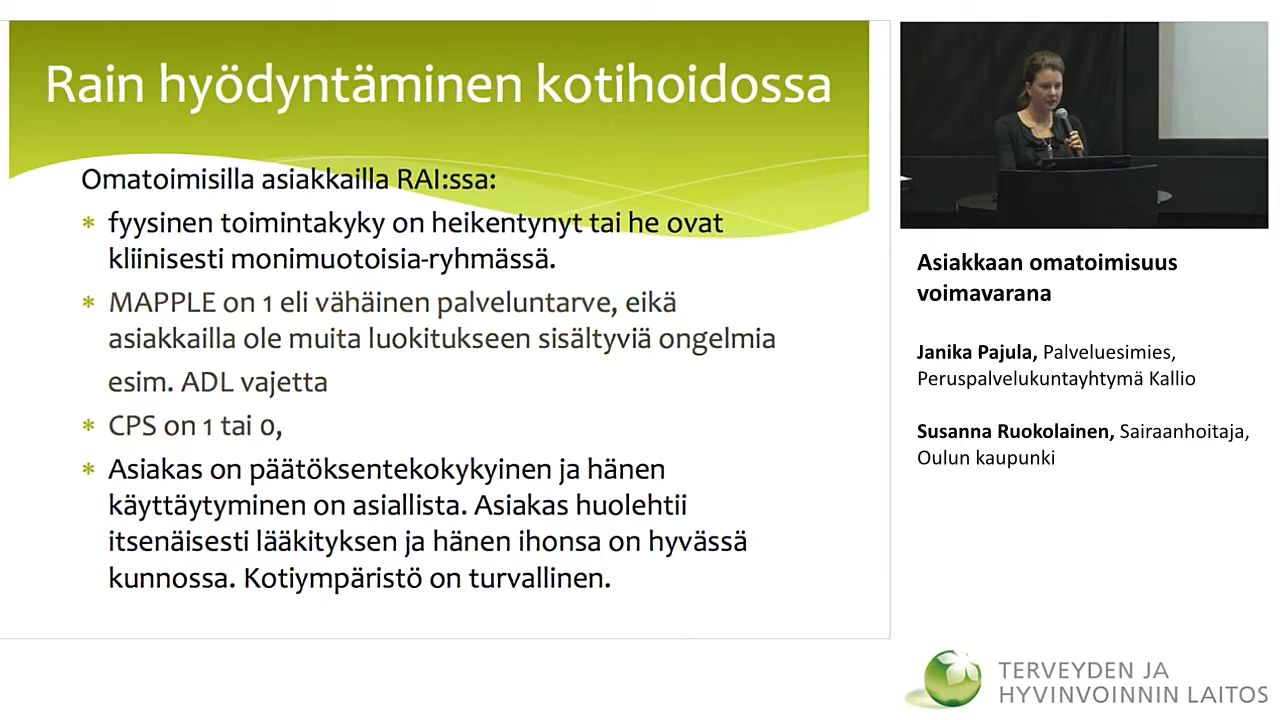 Rain hyödyntäminen kotihoidossa
Omatoimisilla asiakkailla RAI:ssa:
* fyysinen toimintakyky on heikentynyt tai he ovat
kliinisesti monimuotoisia-ryhmässä.
* MAPPLE on 1 eli vähäinen palveluntarve, eikä
asiakkailla ole muita luokitukseen sisältyviä ongelmia
esim. ADL vajetta
* CPS on 1 tai 0,
* Asiakas on päätöksentekokykyinen ja hänen
käyttäytyminen on asiallista. Asiakas huolehtii
itsenäisesti lääkityksen ja hänen ihonsa on hyvässä
kunnossa. Kotiympäristö on turvallinen.
Asiakkaan omatoimisuus
voimavarana
Janika Pajula, Palveluesimies,
Peruspalvelukuntayhtymä Kallio
Susanna Ruokolainen, Sairaanhoitaja,
Oulun kaupunki
TERVEYDEN JA
HYVINVOINNIN LAITOS